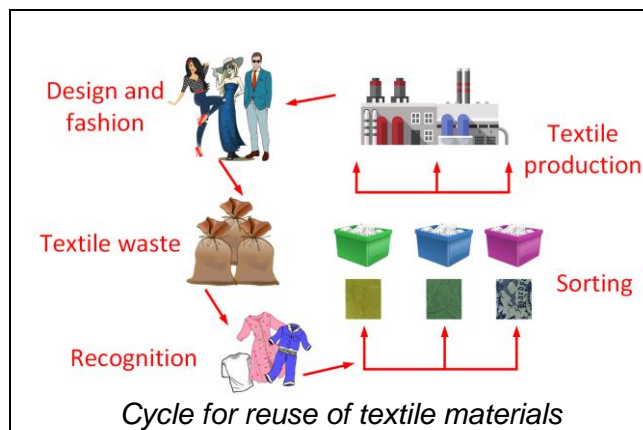 Design and
fashion
Textile
production
Textile waste
Sorting
Recognition
Cycle for reuse of textile materials